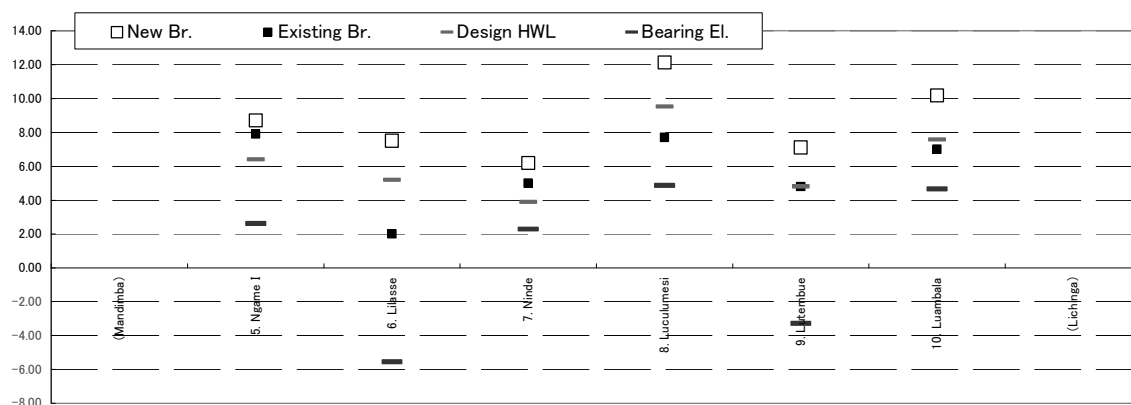 14.00
New Br. Existing Br. Design HWL Bearing El.
12.00
10.00
8.00
6.00
4.00
2.00
0.00
-2.00
-4.00
-6.00
-8.00
(Mandimba)
5. Ngame I
6. Lilasse
7. Ninde
8. Luculumesi
9. Lutembue
10. Luambala
(Lichinga)